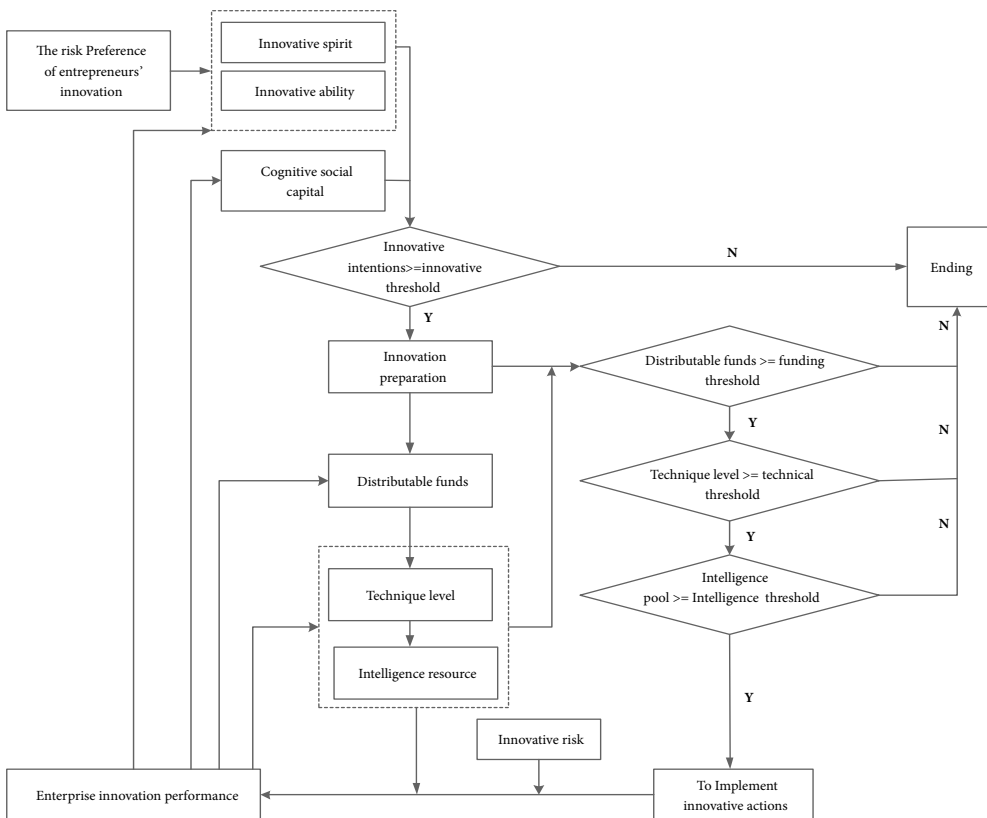 The risk Preference
of entrepreneurs'
innovation
Innovative spirit
Innovative ability
Cognitive social
capital
Innovative
intentions>=innovative
threshold
N
Ending
Y
Innovation
preparation
Distributable funds >= funding
threshold
N
Y
N
Distributable funds
Technique level >= technical
threshold
Y
N
Technique level
Intelligence
pool >= Intelligence threshold
Intelligence resource
Y
Innovative risk
Enterprise innovation performance
To Implement
innovative actions